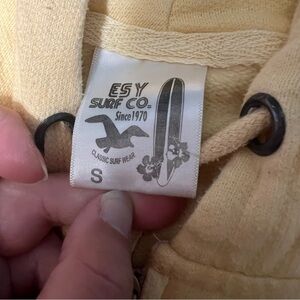 ESY
SURF CO.
Since 1970
CLASSIC SURF WEAR
S